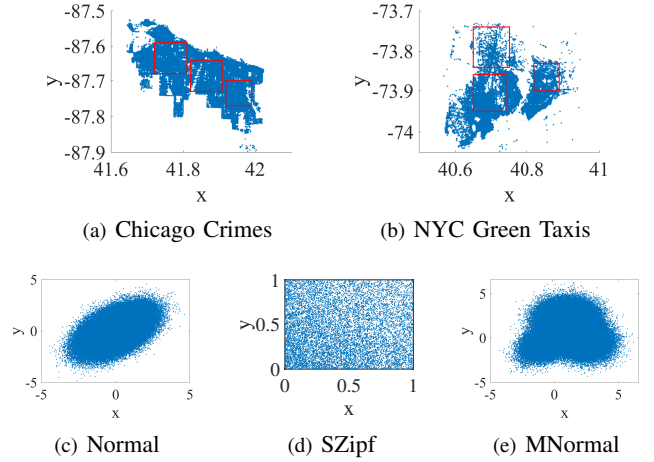 -87.5
-87.6
-87.7
-87.8
-87.9
y
41.6
41.8
42
x
(a) Chicago Crimes
-73.7
-73.8
-73.9
-74
y
40.6
40.8
41
x
(b) NYC Green Taxis
5
0
-5
y
-5
0
5
x
(c) Normal
1
0.5
0
y
0
0.5
1
x
(d) SZipf
5
0
-5
y
-5
0
5
x
(e) MNormal